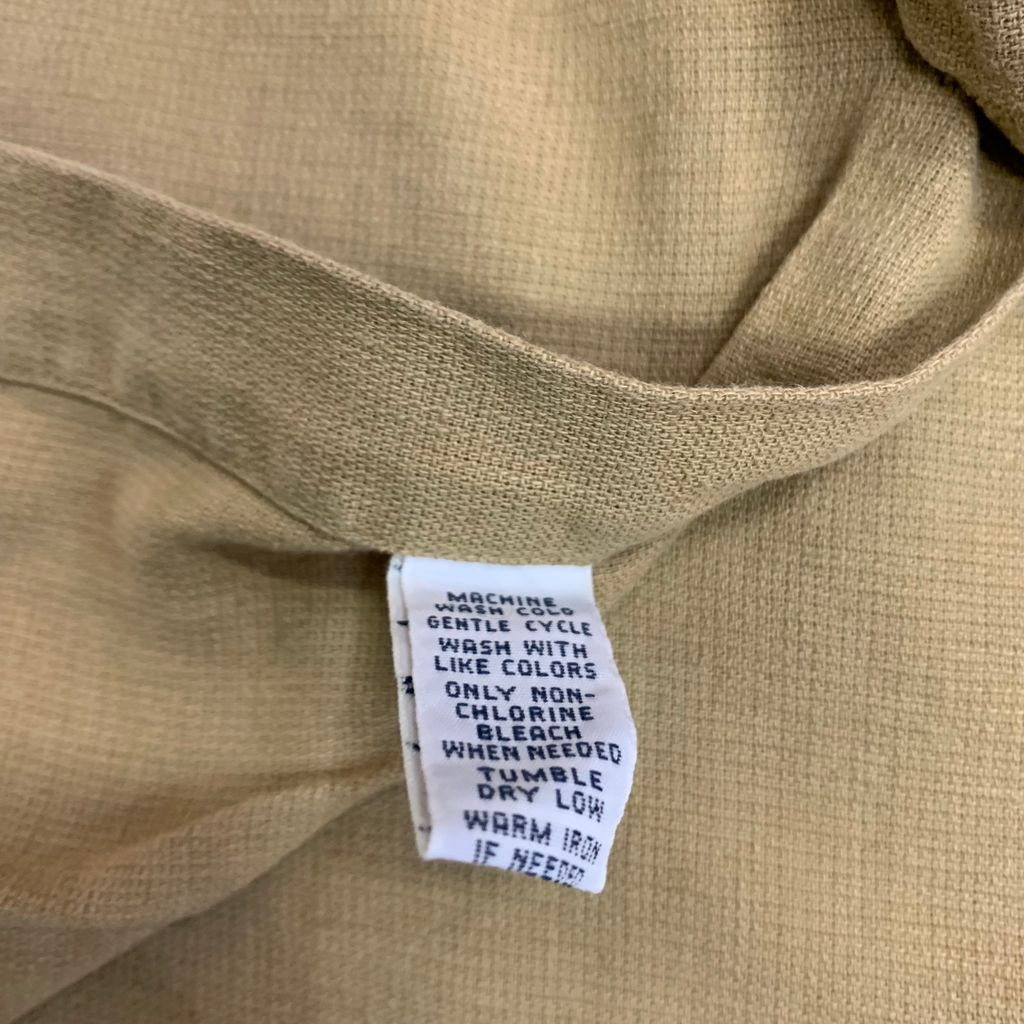 MACHINE
WASH COLD
GENTLE CYCLE
WASH WITH
LIKE COLORS
ONLY NON-
CHLORINE
BLEACH
WHEN NEEDED
TUMBLE
DRY LOW
WARM IRON
IF NEEDED